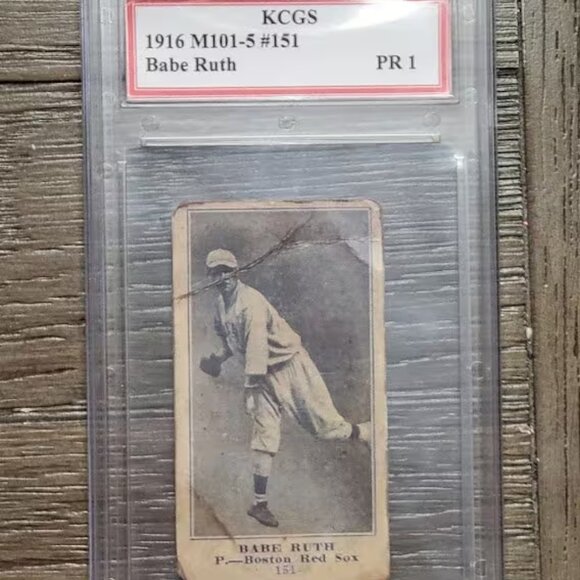 KCGS
1916 M101-5 #151
Babe Ruth PR 1
BABE RUTH
P.—Boston Red Sox
151